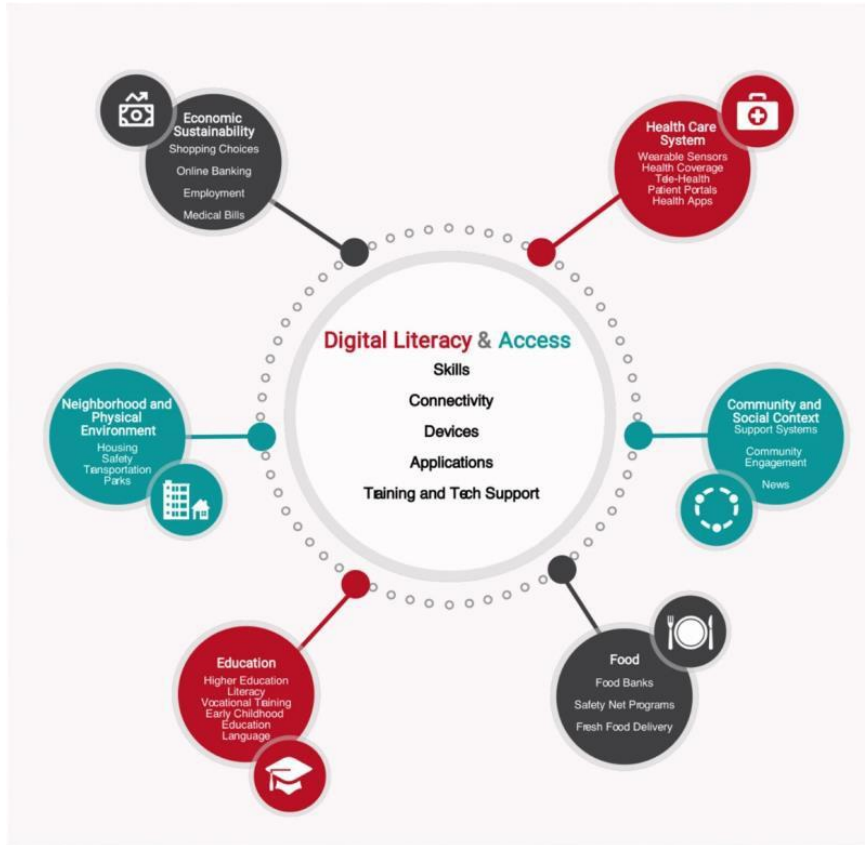 Economic
Sustainability
Shopping Choices
Online Banking
Employment
Medical Bills
Health Care
System
Wearable Sensors
Health Coverage
Tele-Health
Patient Portals
Health Apps
Digital Literacy & Access
Skills
Connectivity
Devices
Applications
Training and Tech Support
Neighborhood and
Physical
Environment
Housing
Safety
Transportation
Parks
Community and
Social Context
Support Systems
Community
Engagement
News
Education
Higher Education
Literacy
Vocational Training
Early Childhood
Education
Language
Food
Food Banks
Safety Net Programs
Fresh Food Delivery